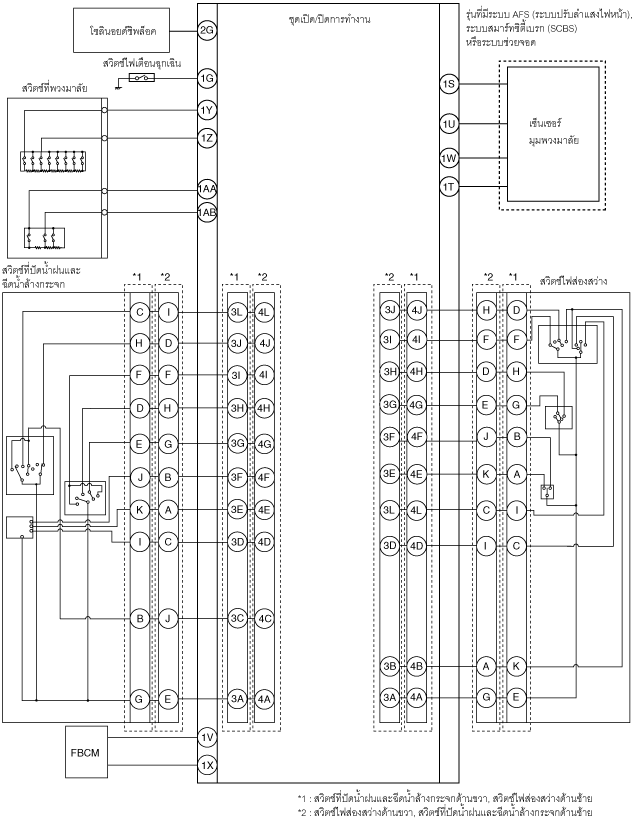 ชุดเปิด/ปิดการทำงาน
โซลินอยด์ชิพล็อค
2G
สวิตช์ไฟเตือนฉุกเฉิน
1G
สวิตช์ที่พวงมาลัย
1Y
1Z
1AA
1AB
รุ่นที่มีระบบ AFS (ระบบปรับลำแสงไฟหน้า),
ระบบสมาร์ทซิตี้เบรก (SCBS)
หรือระบบช่วยจอด
1S
1U
1W
1T
เซ็นเซอร์
มุมพวงมาลัย
สวิตช์ที่ปัดน้ำฝนและ
ฉีดน้ำล้างกระจก
*1 *2 *1 *2
C I 3L 4L
H D 3J 4J
F F 3I 4I
D H 3H 4H
E G 3G 4G
J B 3F 4F
K A 3E 4E
I C 3D 4D
B J 3C 4C
G E 3A 4A
สวิตช์ไฟส่องสว่าง
*2 *1 *2 *1
3J 4J H D
3I 4I F F
3H 4H D H
3G 4G E G
3F 4F J B
3E 4E K A
3L 4L C I
3D 4D I C
3B 4B A K
3A 4A G E
FBCM
1V
1X
*1 : สวิตช์ที่ปัดน้ำฝนและฉีดน้ำล้างกระจกด้านขวา, สวิตช์ไฟส่องสว่างด้านซ้าย
*2 : สวิตช์ไฟส่องสว่างด้านขวา, สวิตช์ที่ปัดน้ำฝนและฉีดน้ำล้างกระจกด้านซ้าย